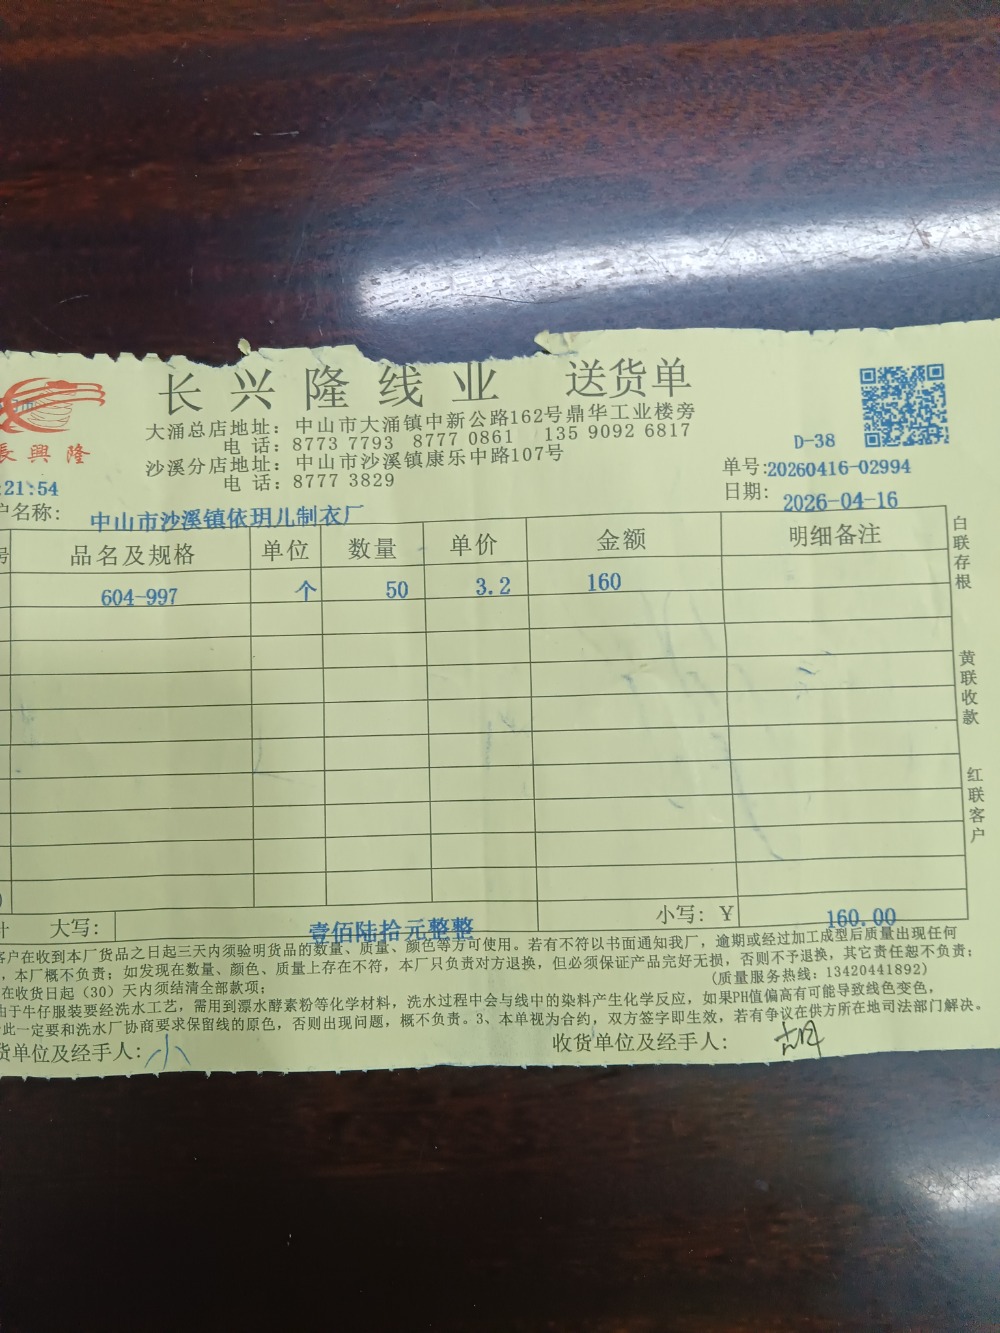 长兴隆线业 送货单
大涌总店地址：中山市大涌镇中新公路162号鼎华工业楼旁
电 话：8773 7793 8777 0861 135 9092 6817
沙溪分店地址：中山市沙溪镇康乐中路107号
电 话：8777 3829
長興隆
D-38
单号:20260416-02994
日期: 2026-04-16
:21:54
户名称: 中山市沙溪镇依玥儿制衣厂
号 品名及规格 单位 数量 单价 金额 明细备注
604-997 个 50 3.2 160
白联存根
黄联收款
红联客户
计 大写: 壹佰陆拾元整整 小写: ￥ 160.00
客户在收到本厂货品之日起三天内须验明货品的数量、质量、颜色等方可使用。若有不符以书面通知我厂，逾期或经过加工成型后质量出现任何
，本厂概不负责；如发现在数量、颜色、质量上存在不符，本厂只负责对方退换，但必须保证产品完好无损，否则不予退换，其它责任恕不负责；
在收货日起（30）天内须结清全部款项； （质量服务热线：13420441892）
由于牛仔服装要经洗水工艺，需用到漂水酵素粉等化学材料，洗水过程中会与线中的染料产生化学反应，如果PH值偏高有可能导致线色变色，
此一定要和洗水厂协商要求保留线的原色，否则出现问题，概不负责。3、本单视为合约，双方签字即生效，若有争议在供方所在地司法部门解决。
货单位及经手人: 小 收货单位及经手人: 胡